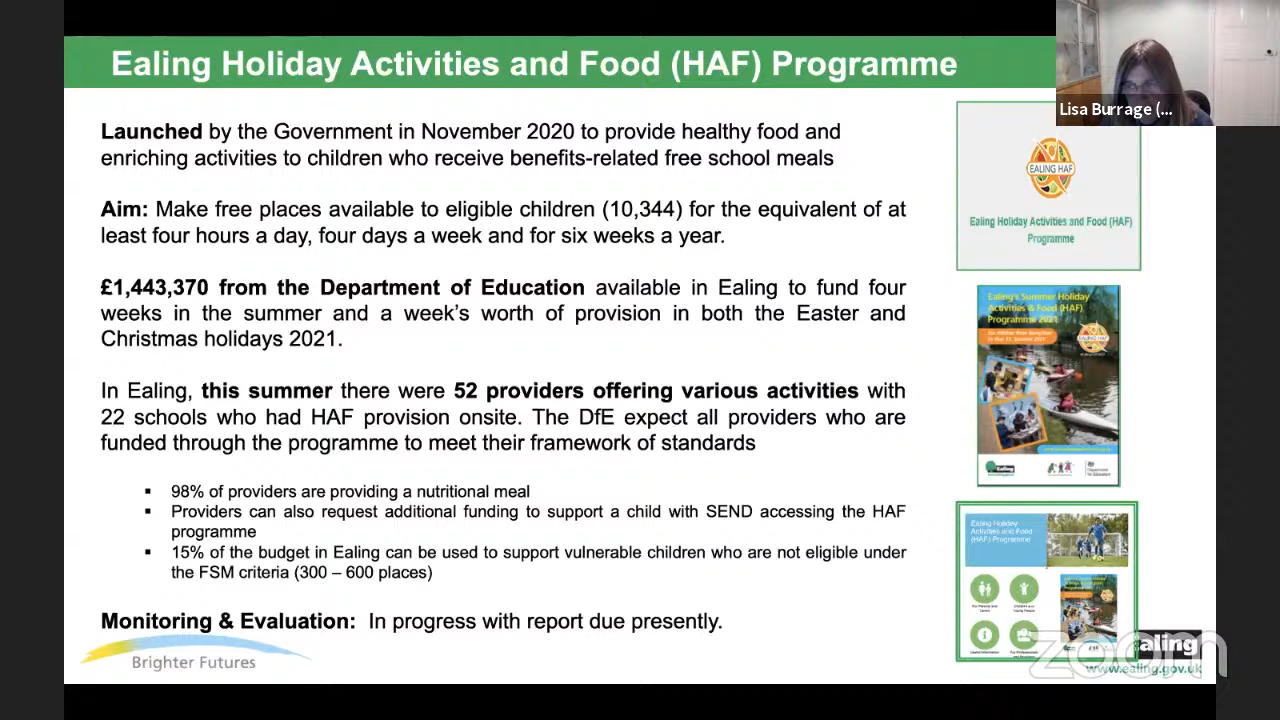 Ealing Holiday Activities and Food (HAF) Programme
Lisa Burrage (...
Launched by the Government in November 2020 to provide healthy food and
enriching activities to children who receive benefits-related free school meals
Aim: Make free places available to eligible children (10,344) for the equivalent of at
least four hours a day, four days a week and for six weeks a year.
£1,443,370 from the Department of Education available in Ealing to fund four
weeks in the summer and a week's worth of provision in both the Easter and
Christmas holidays 2021.
In Ealing, this summer there were 52 providers offering various activities with
22 schools who had HAF provision onsite. The DfE expect all providers who are
funded through the programme to meet their framework of standards
▪ 98% of providers are providing a nutritional meal
▪ Providers can also request additional funding to support a child with SEND accessing the HAF
programme
▪ 15% of the budget in Ealing can be used to support vulnerable children who are not eligible under
the FSM criteria (300 – 600 places)
Monitoring & Evaluation: In progress with report due presently.
Brighter Futures
EALING HAF
Ealing Holiday Activities and Food (HAF)
Programme
Ealing's Summer Holiday
Activities & Food (HAF)
Programme 2021
EALING HAF
Ealing
Ealing Holiday
Activities and Food
(HAF) Programme
Useful Information
zoom
ealing
www.ealing.gov.uk